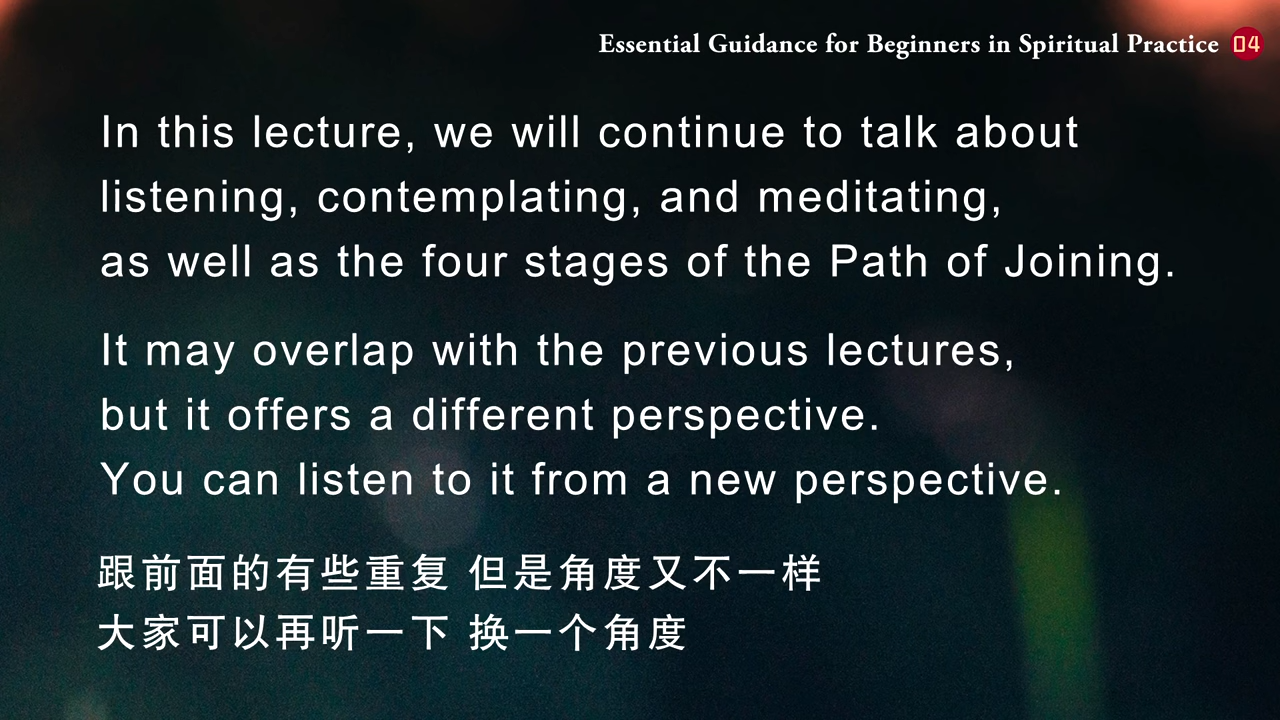 Essential Guidance for Beginners in Spiritual Practice 04
In this lecture, we will continue to talk about
listening, contemplating, and meditating,
as well as the four stages of the Path of Joining.
It may overlap with the previous lectures,
but it offers a different perspective.
You can listen to it from a new perspective.
跟前面的有些重复 但是角度又不一样
大家可以再听一下 换一个角度